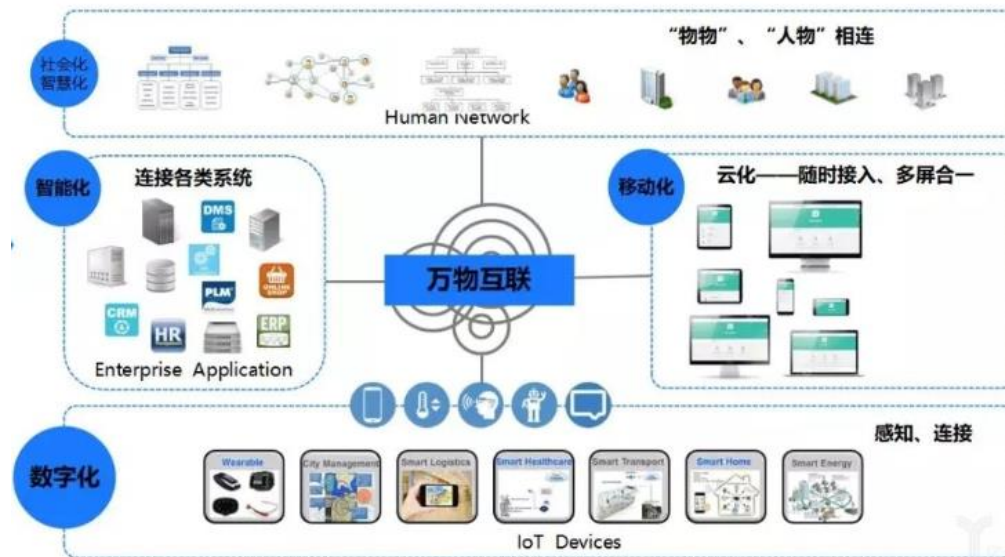 社会化
智慧化
“物物”、“人物”相连
Human Network
智能化
连接各类系统
DMS
PLM
ONLINE
SHOP
CRM
HR
ERP
Enterprise Application
万物互联
移动化
云化——随时接入、多屏合一
数字化
感知、连接
Wearable
City Management
Smart Logistics
Smart Healthcare
Smart Transport
Smart Home
Smart Energy
IoT Devices